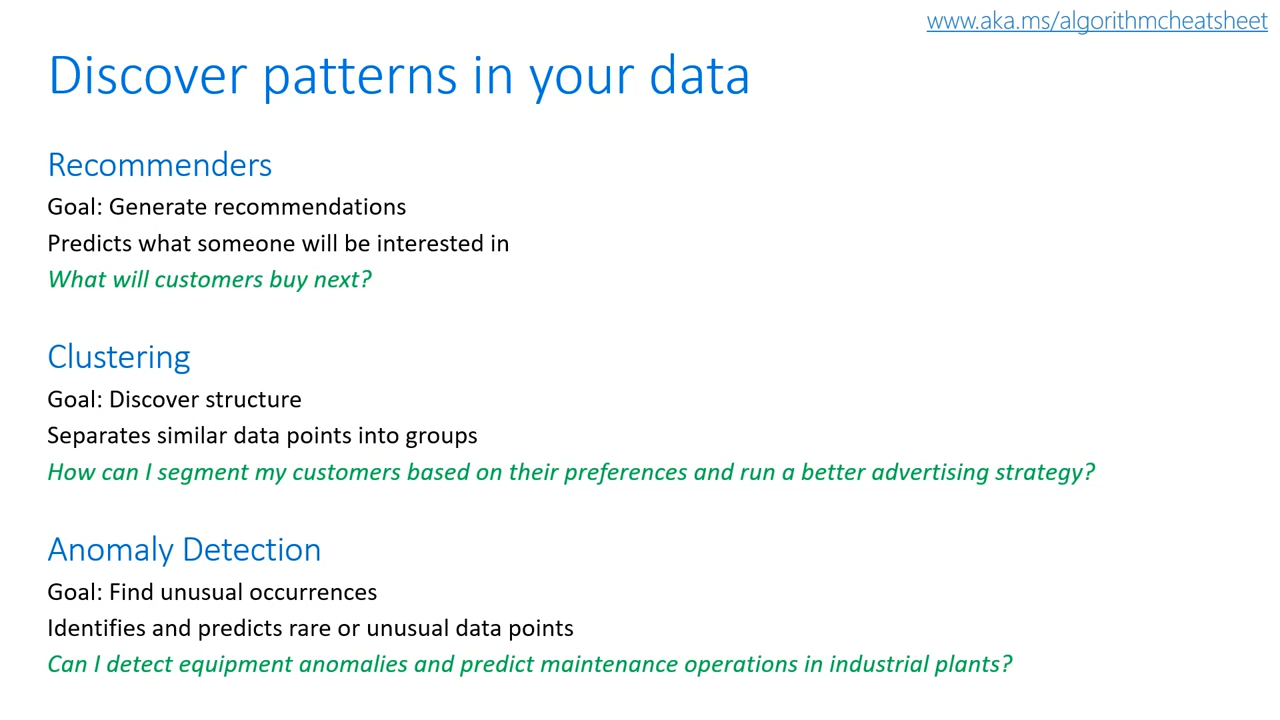 www.aka.ms/algorithmcheatsheet
Discover patterns in your data
Recommenders
Goal: Generate recommendations
Predicts what someone will be interested in
What will customers buy next?
Clustering
Goal: Discover structure
Separates similar data points into groups
How can I segment my customers based on their preferences and run a better advertising strategy?
Anomaly Detection
Goal: Find unusual occurrences
Identifies and predicts rare or unusual data points
Can I detect equipment anomalies and predict maintenance operations in industrial plants?